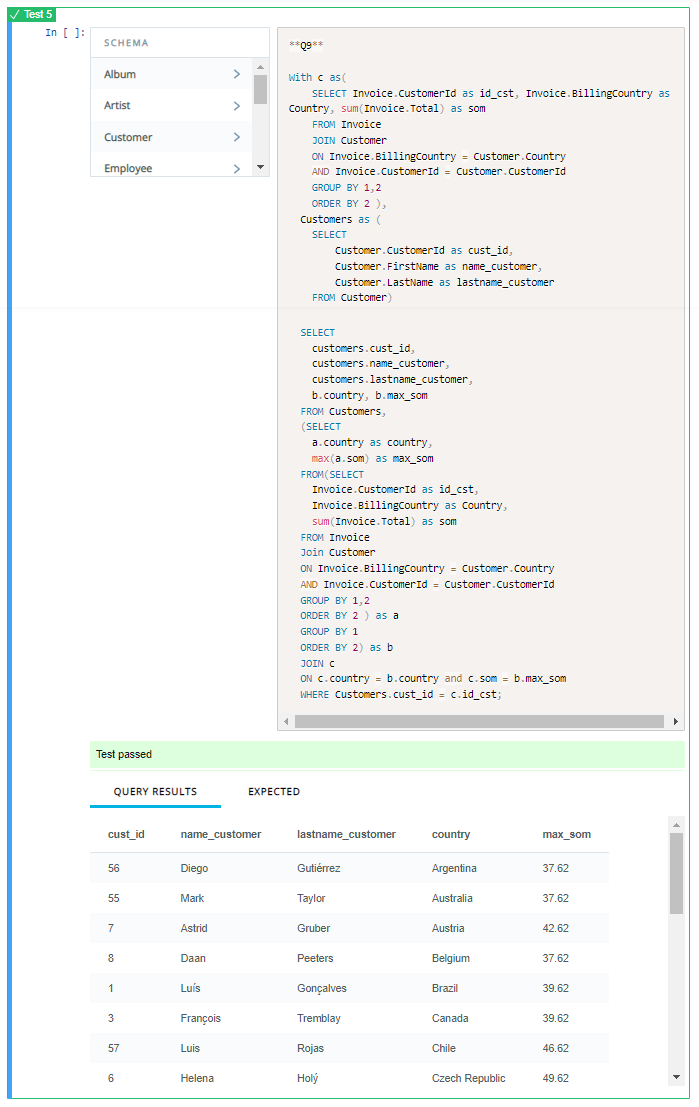 Test 5
In [ ]:
SCHEMA
Album
Artist
Customer
Employee
**Q9**
With c as(
SELECT Invoice.CustomerId as id_cst, Invoice.BillingCountry as
Country, sum(Invoice.Total) as som
FROM Invoice
JOIN Customer
ON Invoice.BillingCountry = Customer.Country
AND Invoice.CustomerId = Customer.CustomerId
GROUP BY 1,2
ORDER BY 2 ),
Customers as (
SELECT
Customer.CustomerId as cust_id,
Customer.FirstName as name_customer,
Customer.LastName as lastname_customer
FROM Customer)
SELECT
customers.cust_id,
customers.name_customer,
customers.lastname_customer,
b.country, b.max_som
FROM Customers,
(SELECT
a.country as country,
max(a.som) as max_som
FROM(SELECT
Invoice.CustomerId as id_cst,
Invoice.BillingCountry as Country,
sum(Invoice.Total) as som
FROM Invoice
Join Customer
ON Invoice.BillingCountry = Customer.Country
AND Invoice.CustomerId = Customer.CustomerId
GROUP BY 1,2
ORDER BY 2 ) as a
GROUP BY 1
ORDER BY 2) as b
JOIN c
ON c.country = b.country and c.som = b.max_som
WHERE Customers.cust_id = c.id_cst;
Test passed
QUERY RESULTS EXPECTED
cust_id name_customer lastname_customer country max_som
56 Diego Gutiérrez Argentina 37.62
55 Mark Taylor Australia 37.62
7 Astrid Gruber Austria 42.62
8 Daan Peeters Belgium 37.62
1 Luís Gonçalves Brazil 39.62
3 François Tremblay Canada 39.62
57 Luis Rojas Chile 46.62
6 Helena Holý Czech Republic 49.62